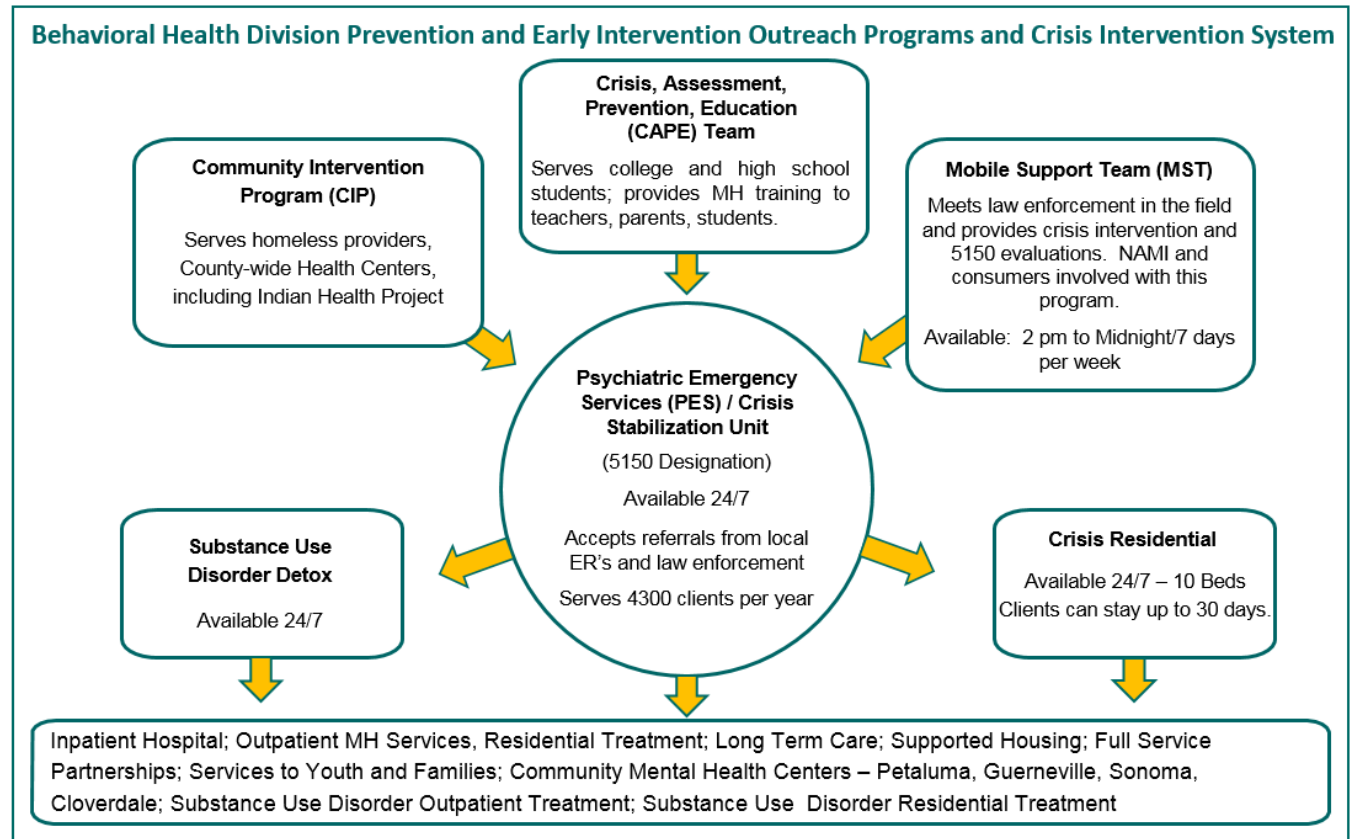 Behavioral Health Division Prevention and Early Intervention Outreach Programs and Crisis Intervention System
Crisis, Assessment,
Prevention, Education
(CAPE) Team
Serves college and high school
students; provides MH training to
teachers, parents, students.
Community Intervention
Program (CIP)
Serves homeless providers,
County-wide Health Centers,
including Indian Health Project
Mobile Support Team (MST)
Meets law enforcement in the field
and provides crisis intervention and
5150 evaluations. NAMI and
consumers involved with this
program.
Available: 2 pm to Midnight/7 days
per week
Psychiatric Emergency
Services (PES) / Crisis
Stabilization Unit
(5150 Designation)
Available 24/7
Accepts referrals from local
ER's and law enforcement
Serves 4300 clients per year
Substance Use
Disorder Detox
Available 24/7
Crisis Residential
Available 24/7 – 10 Beds
Clients can stay up to 30 days.
Inpatient Hospital; Outpatient MH Services, Residential Treatment; Long Term Care; Supported Housing; Full Service
Partnerships; Services to Youth and Families; Community Mental Health Centers – Petaluma, Guerneville, Sonoma,
Cloverdale; Substance Use Disorder Outpatient Treatment; Substance Use Disorder Residential Treatment